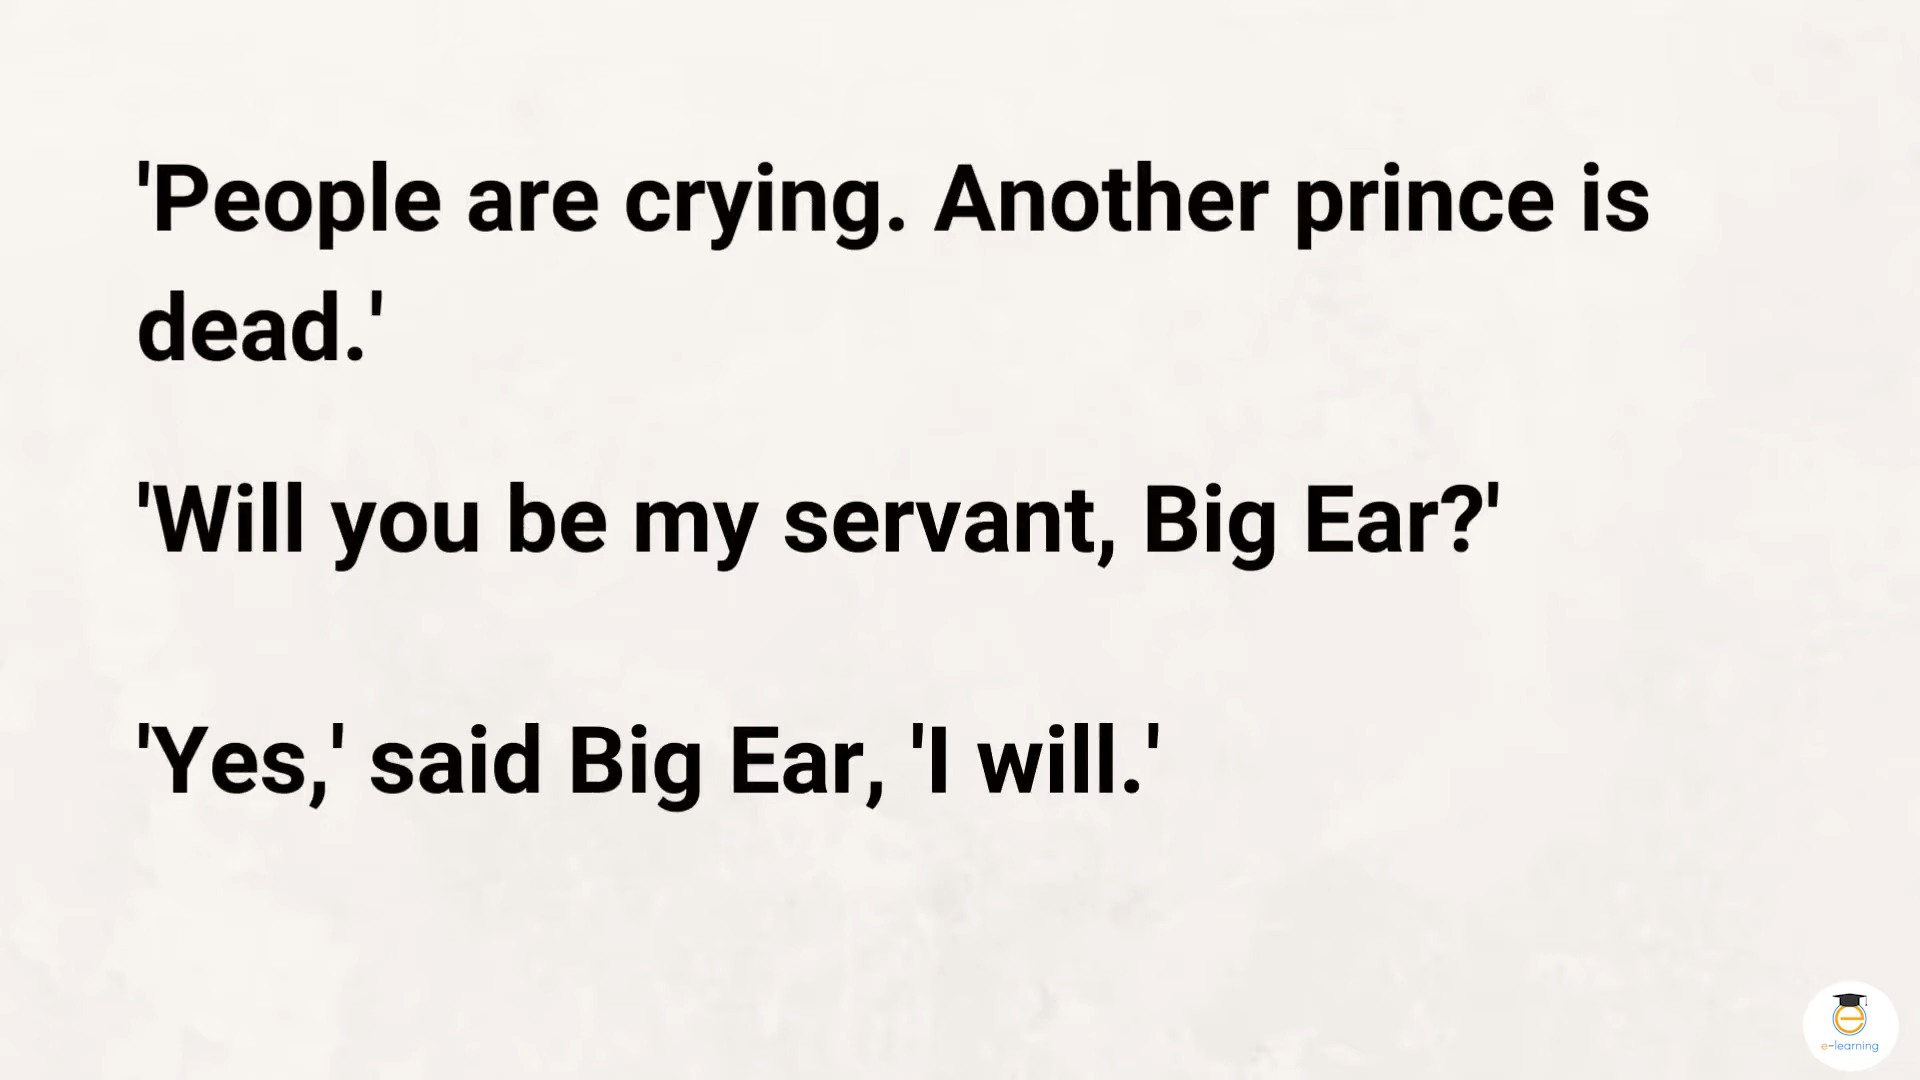 'People are crying. Another prince is
dead.'
'Will you be my servant, Big Ear?'
'Yes,' said Big Ear, 'I will.'
e-learning